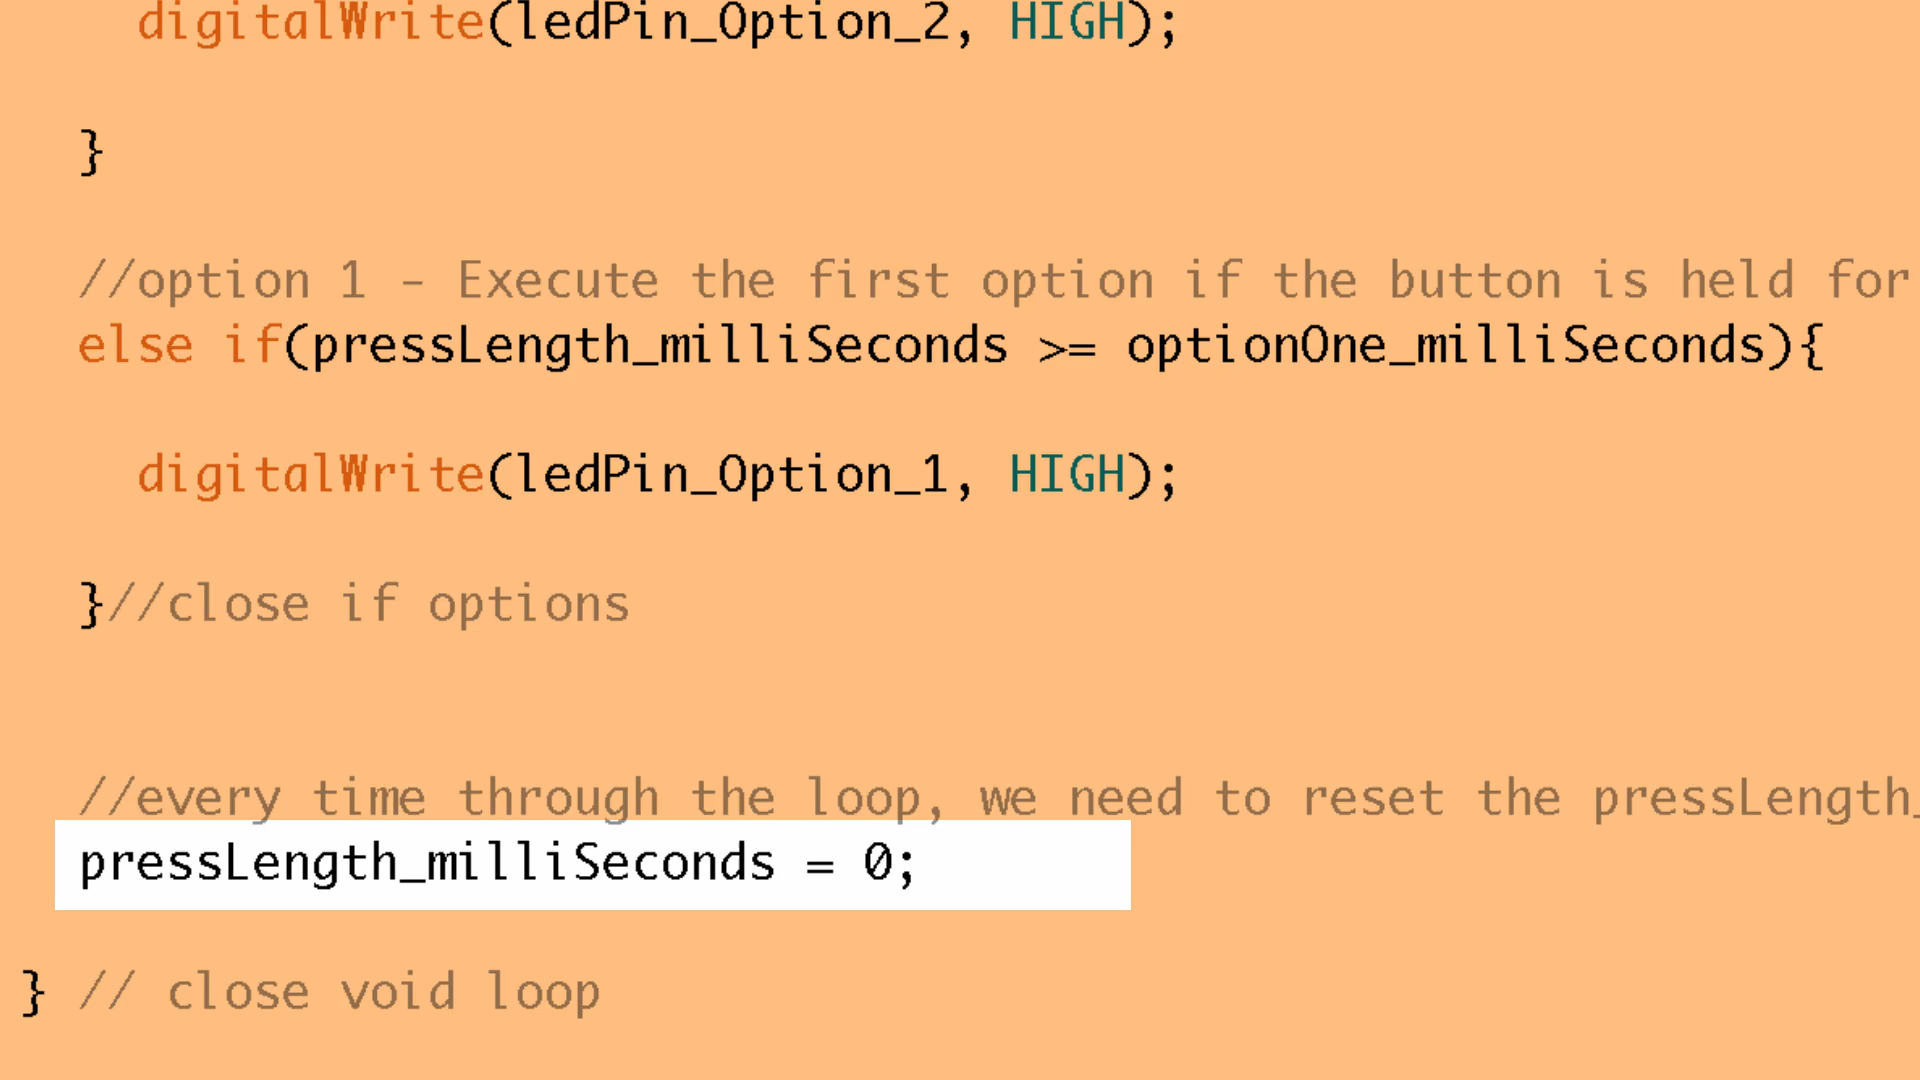 digitalWrite(ledPin_Option_2, HIGH);
}
//option 1 - Execute the first option if the button is held for
else if(pressLength_milliSeconds >= optionOne_milliSeconds){
digitalWrite(ledPin_Option_1, HIGH);
}//close if options
//every time through the loop, we need to reset the pressLength_
pressLength_milliSeconds = 0;
} // close void loop